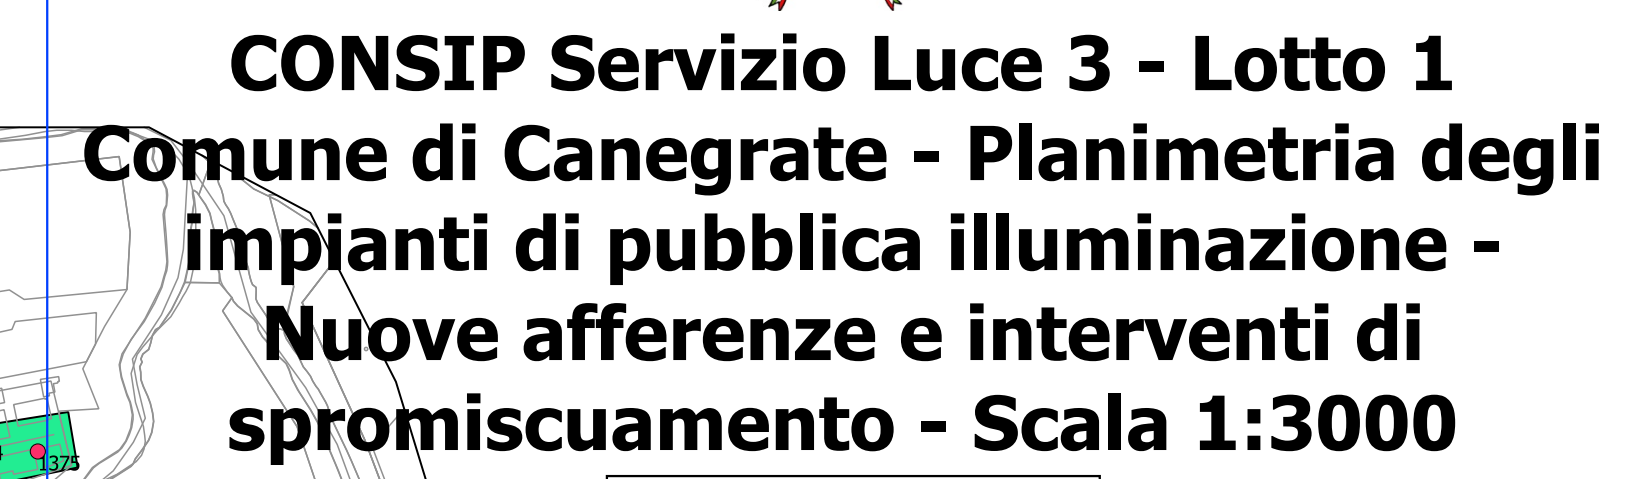 CONSIP Servizio Luce 3 - Lotto 1
Comune di Canegrate - Planimetria degli
impianti di pubblica illuminazione -
Nuove afferenze e interventi di
spromiscuamento - Scala 1:3000
1375